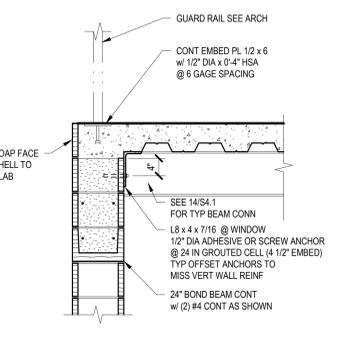 GUARD RAIL SEE ARCH
CONT EMBED PL 1/2 x 6
w/ 1/2" DIA x 0'-4" HSA
@ 6 GAGE SPACING
OAP FACE
HELL TO
LAB
4"
SEE 14/S4.1
FOR TYP BEAM CONN
L8 x 4 x 7/16 @ WINDOW
1/2" DIA ADHESIVE OR SCREW ANCHOR
@ 24 IN GROUTED CELL (4 1/2" EMBED)
TYP OFFSET ANCHORS TO
MISS VERT WALL REINF
24" BOND BEAM CONT
w/ (2) #4 CONT AS SHOWN